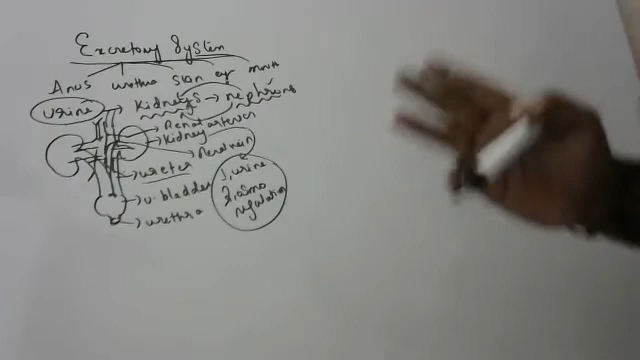 Excretory System
Anus urethra skin eye mouth
urine Kidneys → nephrons
Renal arteries
Kidney
Renal vein
ureter
u. bladder
urethra
1, urine
2, osmo
regulation